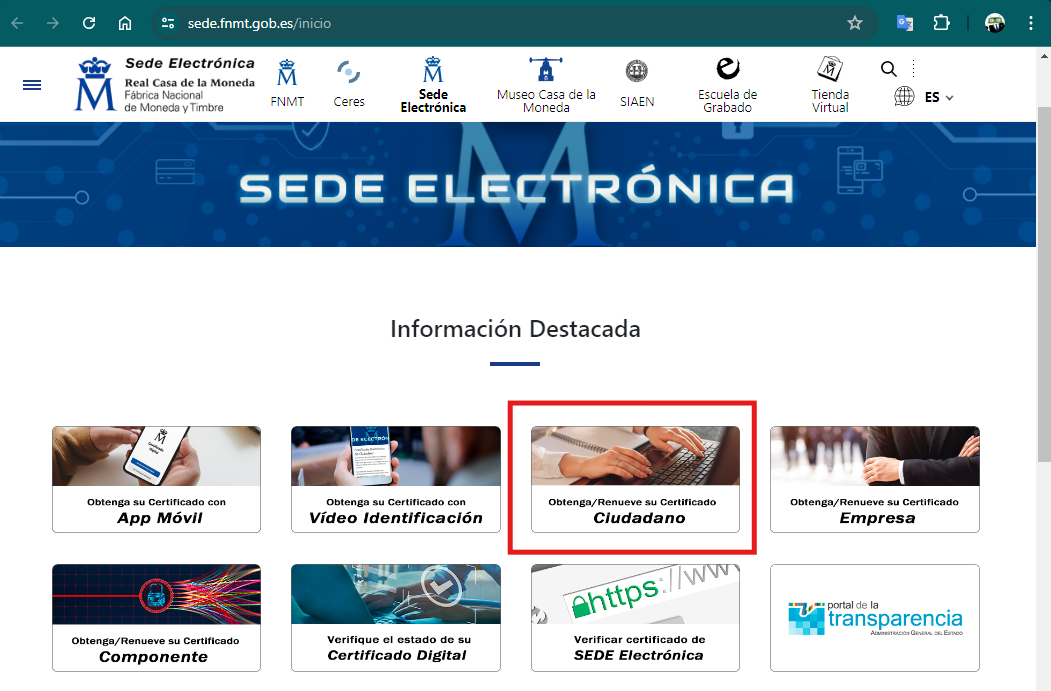 sede.fnmt.gob.es/inicio
Sede Electrónica
Real Casa de la Moneda
Fábrica Nacional
de Moneda y Timbre
FNMT
Ceres
Sede
Electrónica
Museo Casa de la
Moneda
SIAEN
Escuela de
Grabado
Tienda
Virtual
ES
SEDE ELECTRÓNICA
Información Destacada
Obtenga su Certificado con
App Móvil
Obtenga su Certificado con
Vídeo Identificación
Obtenga/Renueve su Certificado
Ciudadano
Obtenga/Renueve su Certificado
Empresa
Obtenga/Renueve su Certificado
Componente
Verifique el estado de su
Certificado Digital
https://www
Verificar certificado de
SEDE Electrónica
portal de la
transparencia
Administración General del Estado